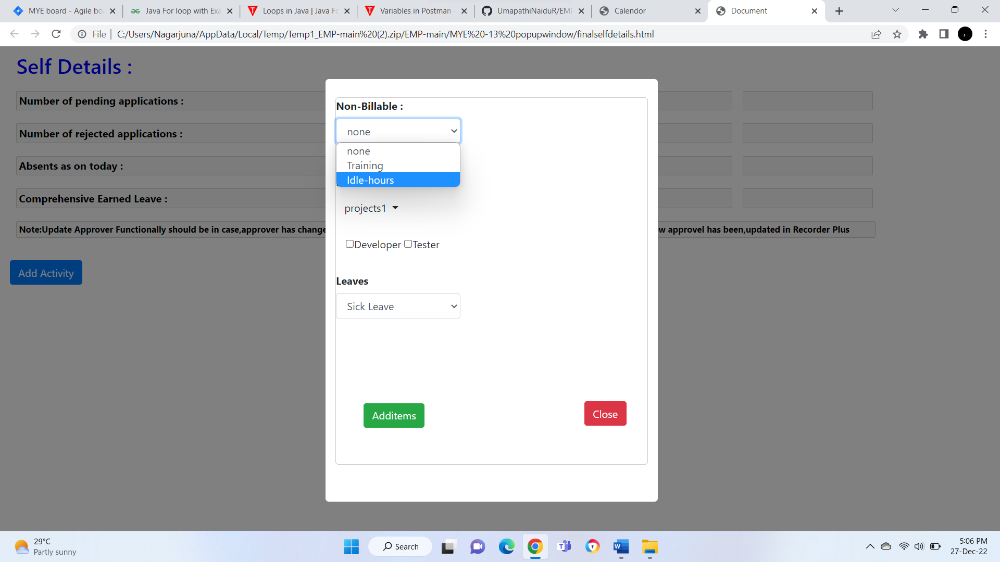 MYE board - Agile bo
Java For loop with Exa
Loops in Java | Java Fo
Variables in Postman -
UmapathiNaiduR/EMP
Calendor
Document
File
C:/Users/Nagarjuna/AppData/Local/Temp/Temp1_EMP-main%20(2).zip/EMP-main/MYE%20-13%20popupwindow/finalselfdetails.html
Self Details :
Number of pending applications :
Number of rejected applications :
Absents as on today :
Comprehensive Earned Leave :
Note:Update Approver Functionally should be in case,approver has change
w approvel has been,updated in Recorder Plus
Add Activity
Non-Billable :
none
none
Training
Idle-hours
projects1
Developer Tester
Leaves
Sick Leave
Additems
Close
29°C
Partly sunny
Search
5:06 PM
27-Dec-22